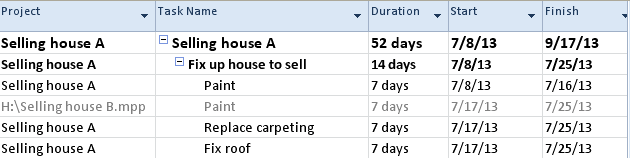 Project Task Name Duration Start Finish
Selling house A Selling house A 52 days 7/8/13 9/17/13
Selling house A Fix up house to sell 14 days 7/8/13 7/25/13
Selling house A Paint 7 days 7/8/13 7/16/13
H:\Selling house B.mpp Paint 7 days 7/17/13 7/25/13
Selling house A Replace carpeting 7 days 7/17/13 7/25/13
Selling house A Fix roof 7 days 7/17/13 7/25/13